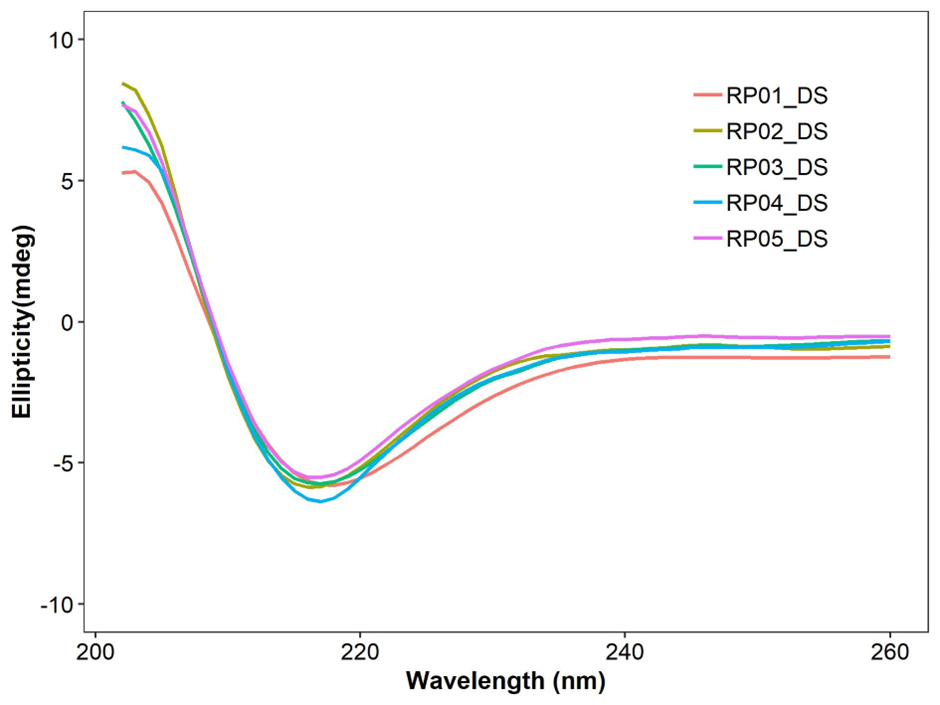 10
5
0
-5
-10
Ellipticity(mdeg)
RP01_DS
RP02_DS
RP03_DS
RP04_DS
RP05_DS
200 220 240 260
Wavelength (nm)